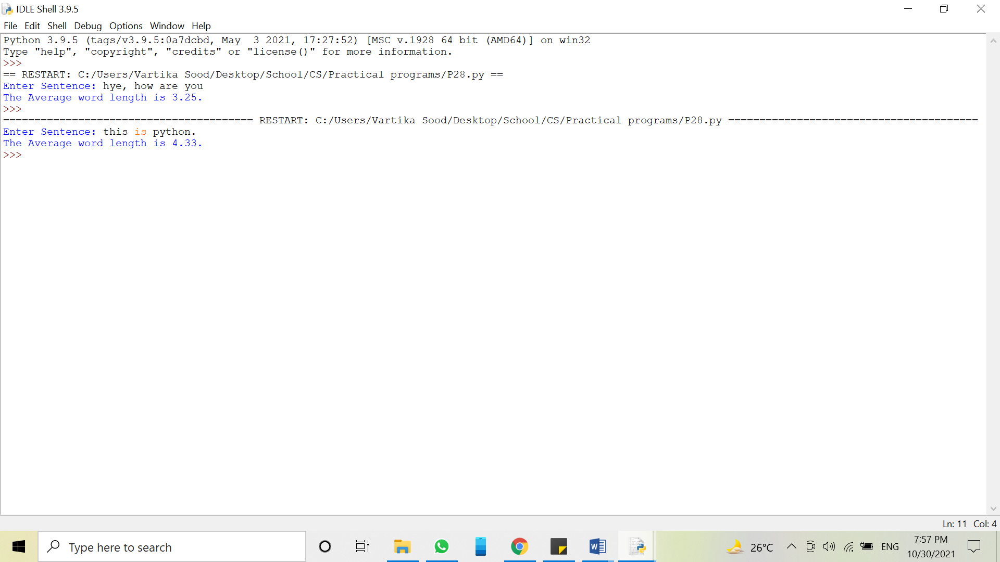 IDLE Shell 3.9.5
File Edit Shell Debug Options Window Help
Python 3.9.5 (tags/v3.9.5:0a7dcbd, May  3 2021, 17:27:52) [MSC v.1928 64 bit (AMD64)] on win32
Type "help", "copyright", "credits" or "license()" for more information.
>>>
== RESTART: C:/Users/Vartika Sood/Desktop/School/CS/Practical programs/P28.py ==
Enter Sentence: hye, how are you
The Average word length is 3.25.
>>>
======================================== RESTART: C:/Users/Vartika Sood/Desktop/School/CS/Practical programs/P28.py ========================================
Enter Sentence: this is python.
The Average word length is 4.33.
>>>
Ln: 11 Col: 4
Type here to search
26°C
ENG
7:57 PM
10/30/2021